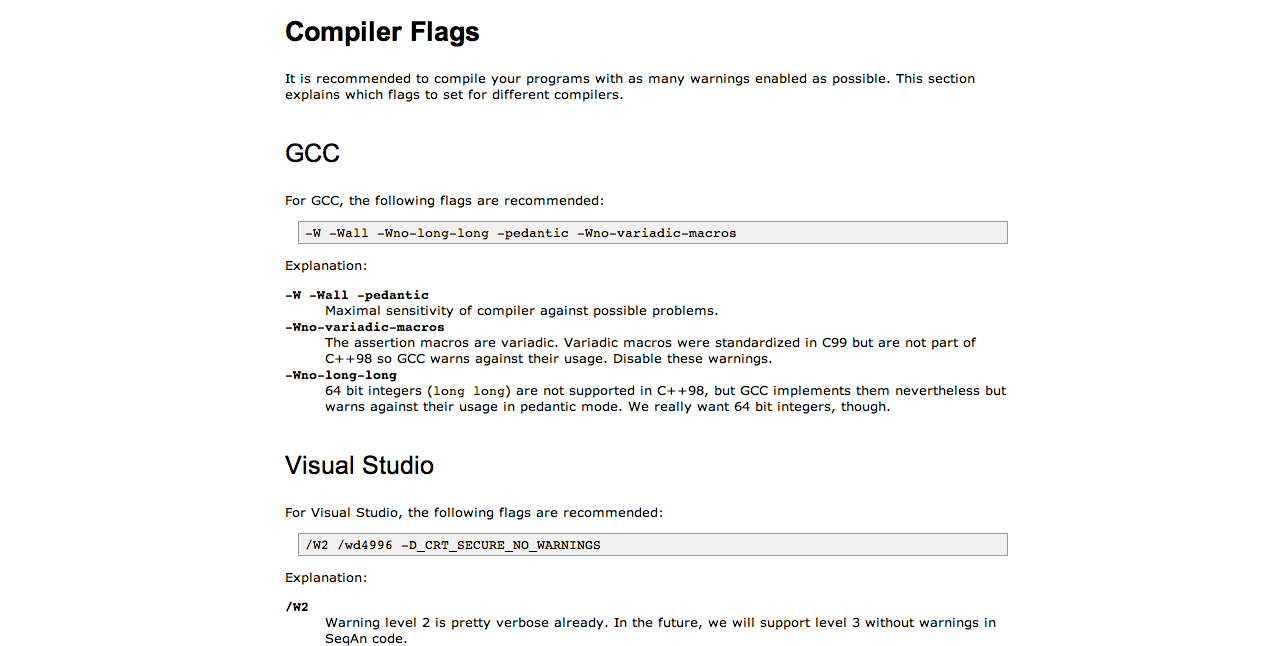 Compiler Flags
It is recommended to compile your programs with as many warnings enabled as possible. This section
explains which flags to set for different compilers.
GCC
For GCC, the following flags are recommended:
-W -Wall -Wno-long-long -pedantic -Wno-variadic-macros
Explanation:
-W -Wall -pedantic
Maximal sensitivity of compiler against possible problems.
-Wno-variadic-macros
The assertion macros are variadic. Variadic macros were standardized in C99 but are not part of
C++98 so GCC warns against their usage. Disable these warnings.
-Wno-long-long
64 bit integers (long long) are not supported in C++98, but GCC implements them nevertheless but
warns against their usage in pedantic mode. We really want 64 bit integers, though.
Visual Studio
For Visual Studio, the following flags are recommended:
/W2 /wd4996 -D_CRT_SECURE_NO_WARNINGS
Explanation:
/W2
Warning level 2 is pretty verbose already. In the future, we will support level 3 without warnings in
SeqAn code.